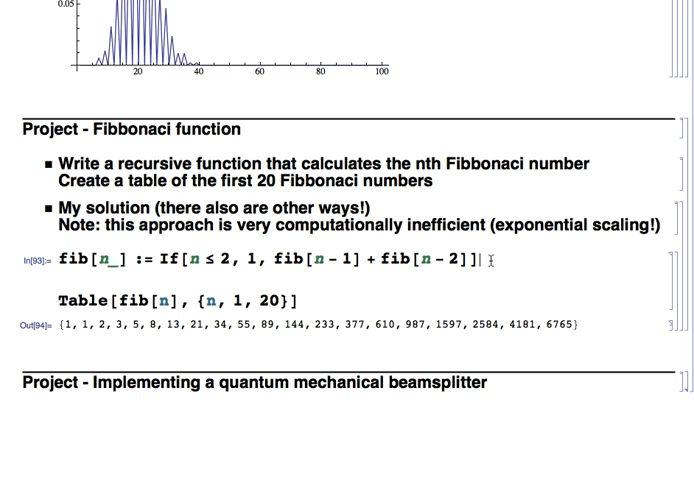 0.05
20 40 60 80 100
Project - Fibbonaci function
▪ Write a recursive function that calculates the nth Fibbonaci number
Create a table of the first 20 Fibbonaci numbers
▪ My solution (there also are other ways!)
Note: this approach is very computationally inefficient (exponential scaling!)
In[93]:= fib[n_] := If[n ≤ 2, 1, fib[n - 1] + fib[n - 2]]
Table[fib[n], {n, 1, 20}]
Out[94]= {1, 1, 2, 3, 5, 8, 13, 21, 34, 55, 89, 144, 233, 377, 610, 987, 1597, 2584, 4181, 6765}
Project - Implementing a quantum mechanical beamsplitter